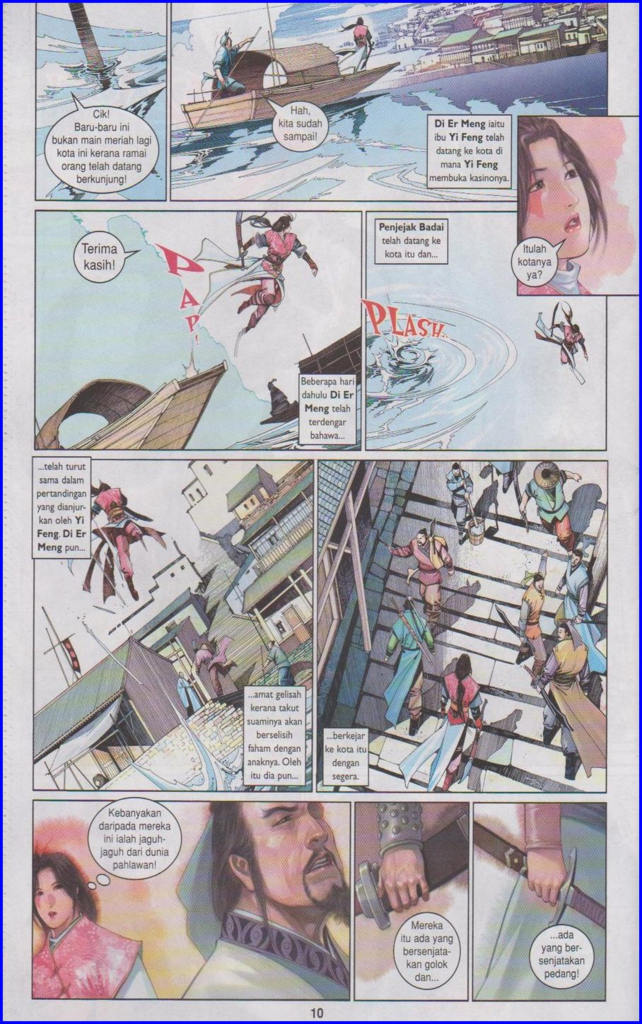 Cik!
Baru-baru ini
bukan main meriah lagi
kota ini kerana ramai
orang telah datang
berkunjung!
Hah,
kita sudah
sampai!
Di Er Meng iaitu
ibu Yi Feng telah
datang ke kota di
mana Yi Feng
membuka kasinonya.
Itulah
kotanya
ya?
Terima
kasih!
PAP!
Beberapa hari
dahulu Di Er
Meng telah
terdengar
bahawa...
Penjejak Badai
telah datang ke
kota itu dan...
PLASH..
...telah turut
sama dalam
pertandingan
yang dianjur-
kan oleh Yi
Feng. Di Er
Meng pun...
...amat gelisah
kerana takut
suaminya akan
berselisih
faham dengan
anaknya. Oleh
itu dia pun...
...berkejar
ke kota itu
dengan
segera.
Kebanyakan
daripada mereka
ini ialah jaguh-
jaguh dari dunia
pahlawan!
Mereka
itu ada yang
bersenjata-
kan golok
dan...
...ada
yang ber-
senjatakan
pedang!
10